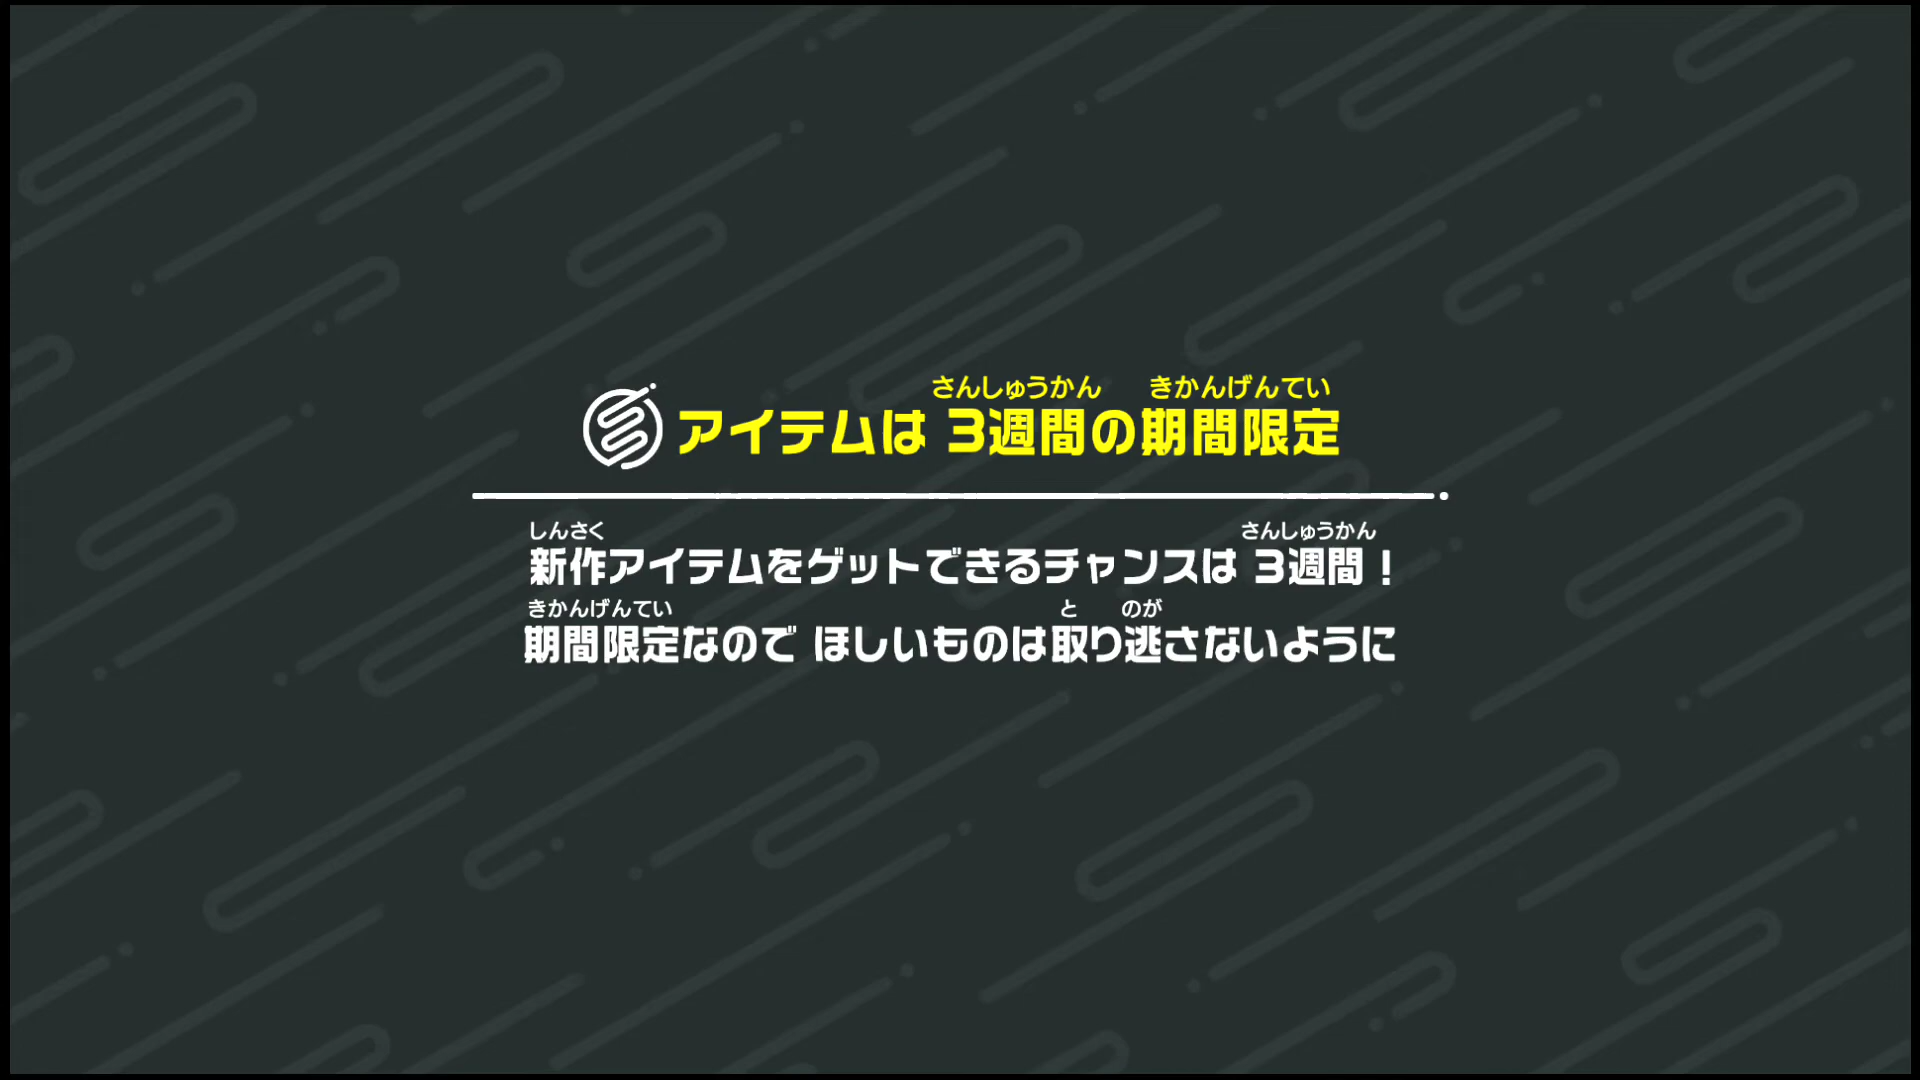 さんしゅうかん きかんげんてい
アイテムは 3週間の期間限定
しんさく さんしゅうかん
新作アイテムをゲットできるチャンスは 3週間！
きかんげんてい と のが
期間限定なので ほしいものは取り逃さないように